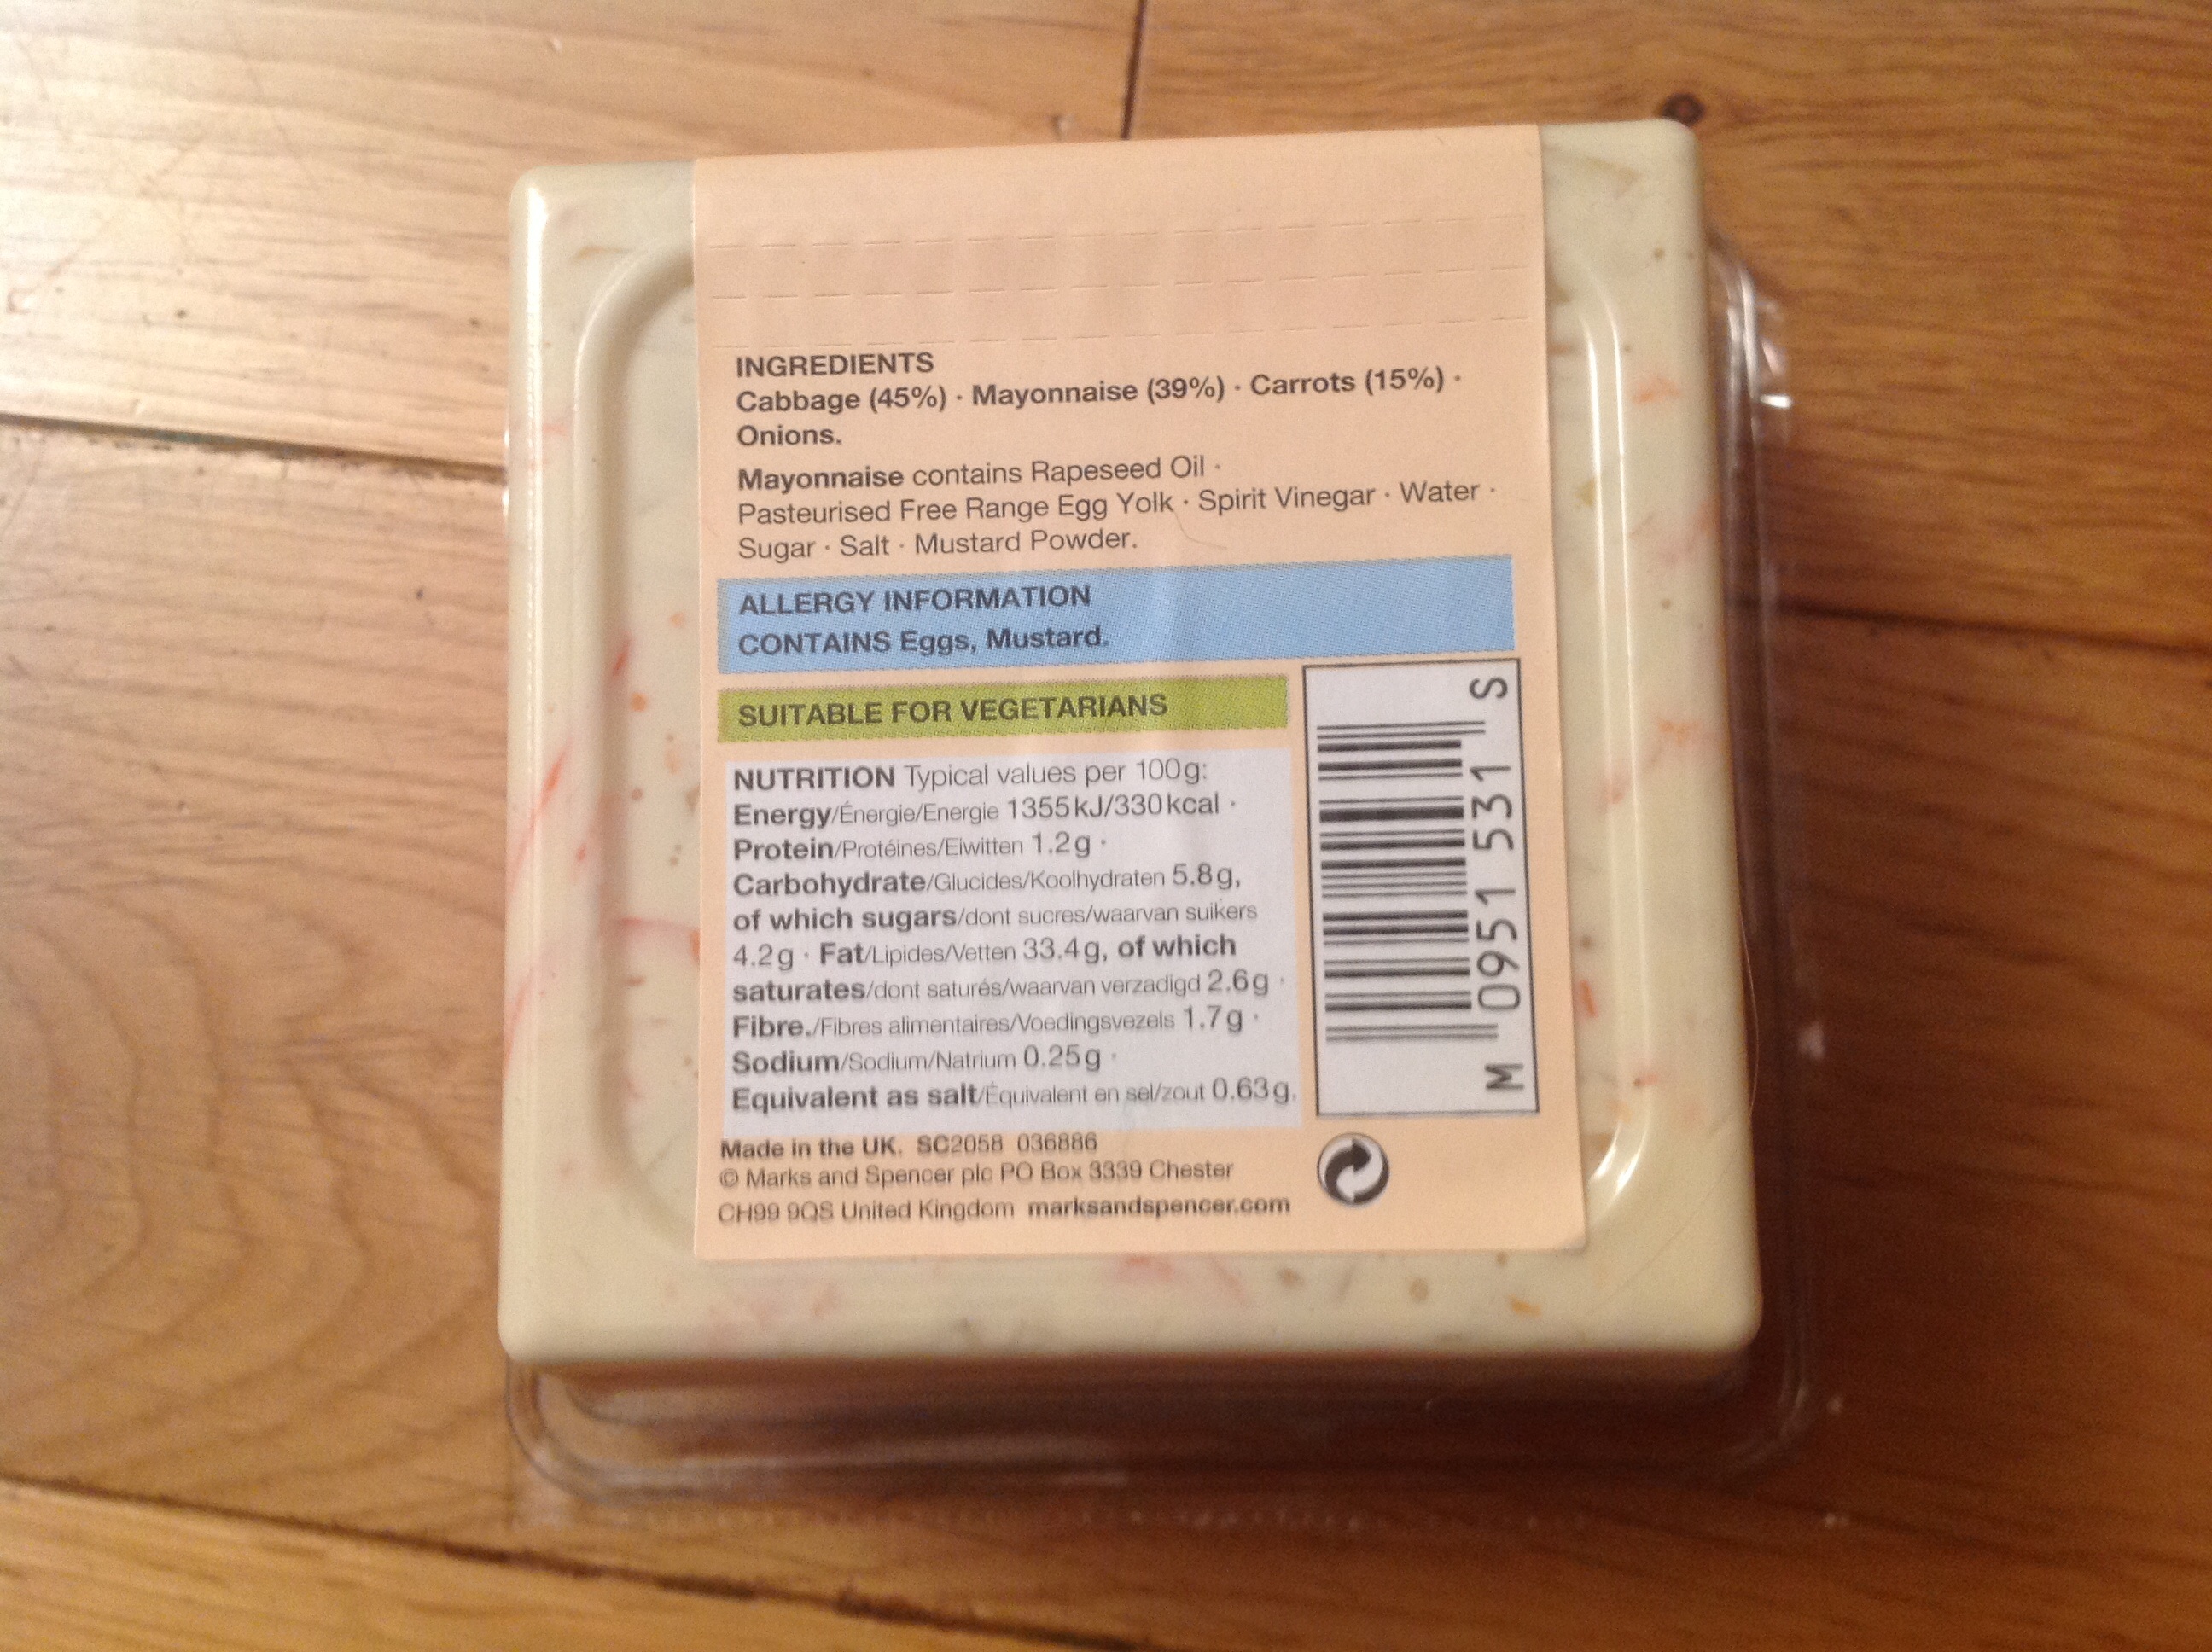 INGREDIENTS
Cabbage (45%) · Mayonnaise (39%) · Carrots (15%) ·
Onions.
Mayonnaise contains Rapeseed Oil ·
Pasteurised Free Range Egg Yolk · Spirit Vinegar · Water ·
Sugar · Salt · Mustard Powder.
ALLERGY INFORMATION
CONTAINS Eggs, Mustard.
SUITABLE FOR VEGETARIANS
NUTRITION Typical values per 100g:
Energy/Énergie/Energie 1355kJ/330kcal ·
Protein/Protéines/Eiwitten 1.2g ·
Carbohydrate/Glucides/Koolhydraten 5.8g,
of which sugars/dont sucres/waarvan suikers
4.2g · Fat/Lipides/Vetten 33.4g, of which
saturates/dont saturés/waarvan verzadigd 2.6g ·
Fibre./Fibres alimentaires/Voedingsvezels 1.7g ·
Sodium/Sodium/Natrium 0.25g ·
Equivalent as salt/Équivalent en sel/zout 0.63g.
M 0951 531 S
Made in the UK. SC2058 036886
© Marks and Spencer plc PO Box 3339 Chester
CH99 9QS United Kingdom marksandspencer.com